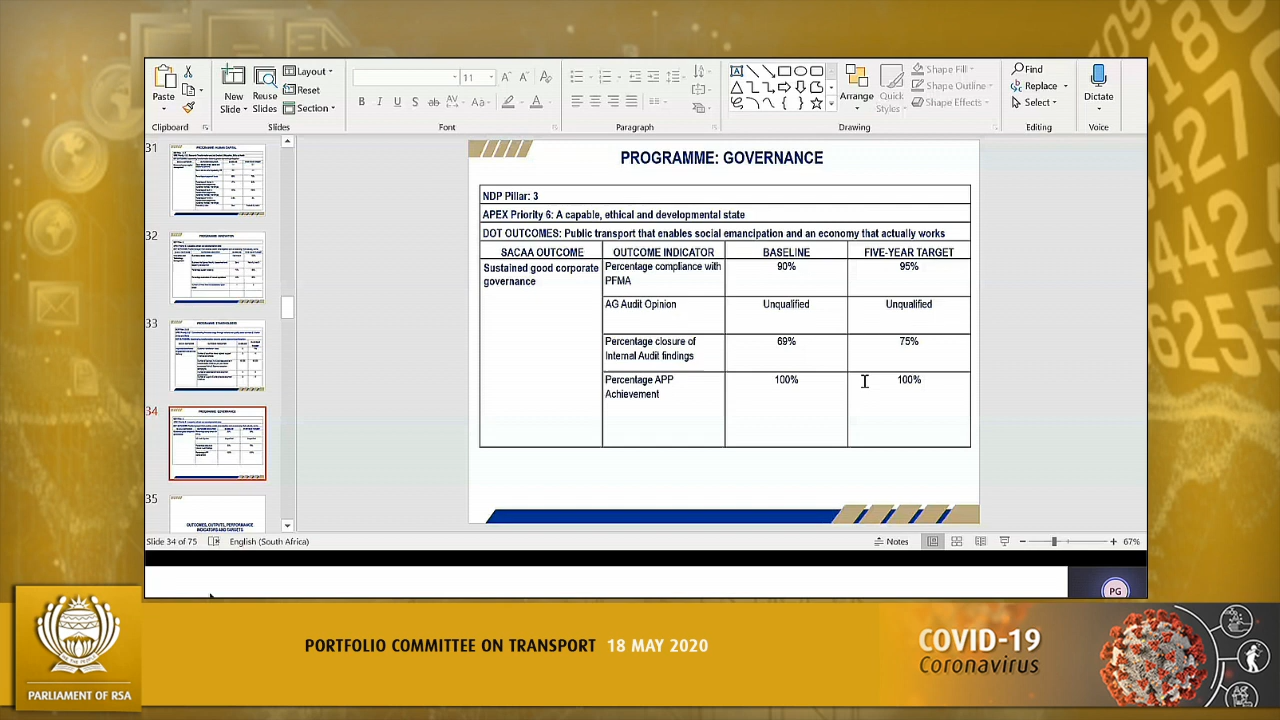 Paste
Clipboard
New
Slide
Reuse
Slides
Layout
Reset
Section
Slides
11
B I U S ab AV Aa
Font
Paragraph
Arrange
Quick
Styles
Shape Fill
Shape Outline
Shape Effects
Drawing
Find
Replace
Select
Editing
Dictate
Voice
31
32
33
34
35
OUTCOMES, OUTPUTS, PERFORMANCE
INDICATORS AND TARGETS
PROGRAMME: GOVERNANCE
NDP Pillar: 3
APEX Priority 6: A capable, ethical and developmental state
DOT OUTCOMES: Public transport that enables social emancipation and an economy that actually works
SACAA OUTCOME OUTCOME INDICATOR BASELINE FIVE-YEAR TARGET
Sustained good corporate
governance
Percentage compliance with
PFMA
90% 95%
AG Audit Opinion Unqualified Unqualified
Percentage closure of
Internal Audit findings
69% 75%
Percentage APP
Achievement
100% 100%
Slide 34 of 75 English (South Africa) Notes 67%
PG
PORTFOLIO COMMITTEE ON TRANSPORT 18 MAY 2020
COVID-19
Coronavirus
PARLIAMENT OF RSA